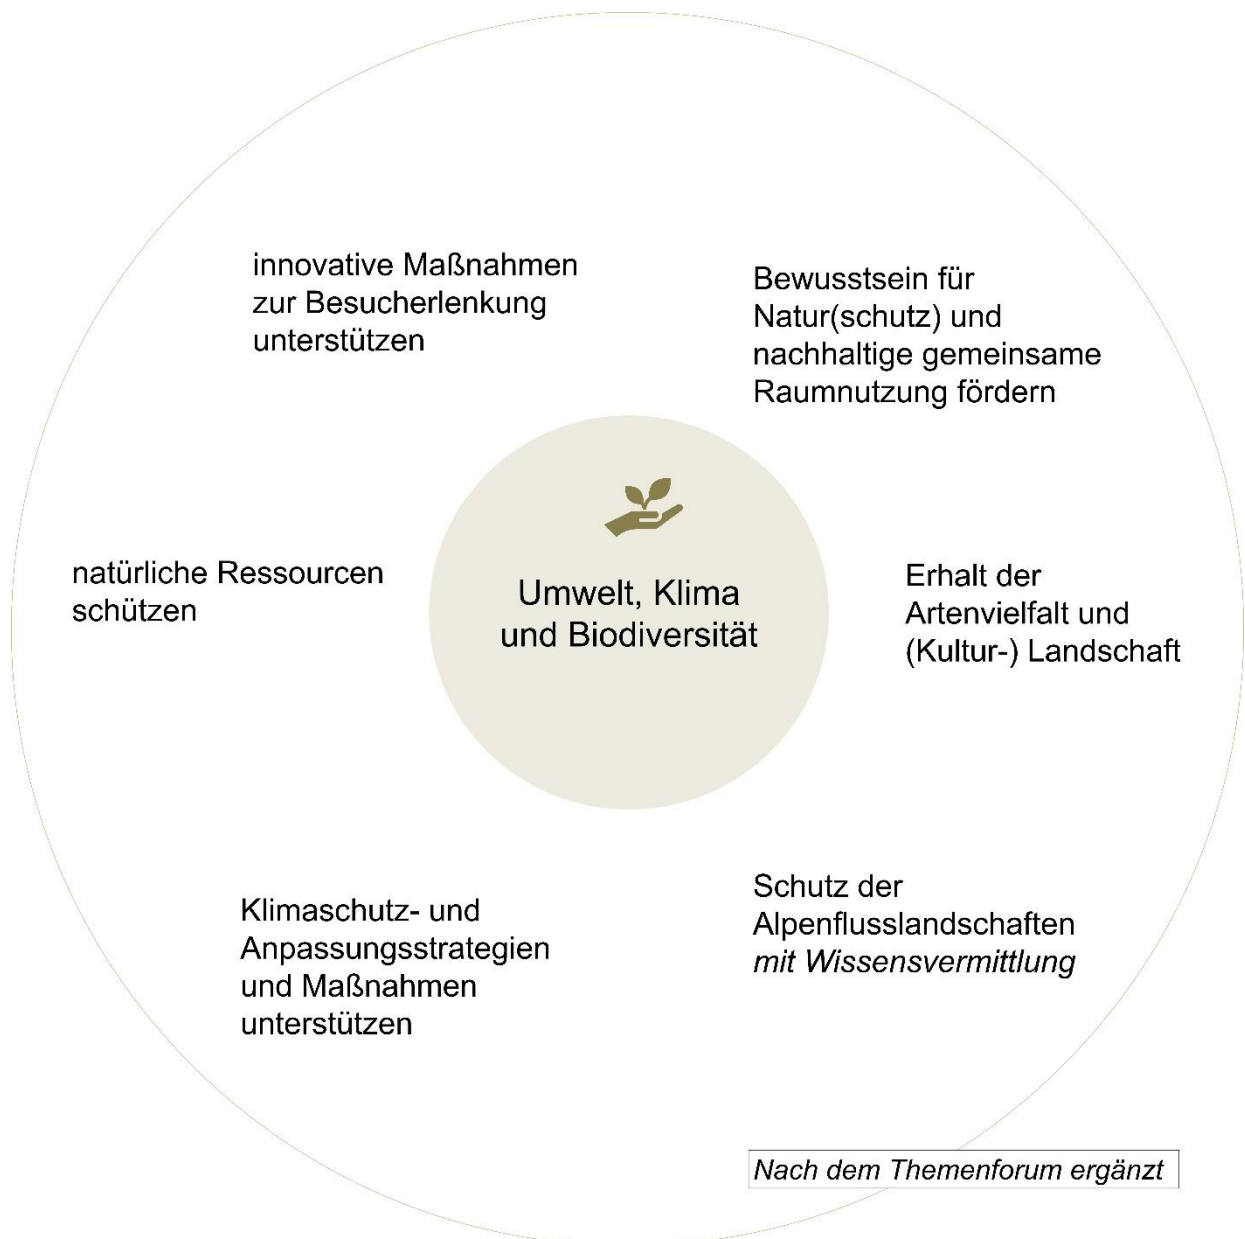 innovative Maßnahmen
zur Besucherlenkung
unterstützen
Bewusstsein für
Natur(schutz) und
nachhaltige gemeinsame
Raumnutzung fördern
natürliche Ressourcen
schützen
Umwelt, Klima
und Biodiversität
Erhalt der
Artenvielfalt und
(Kultur-) Landschaft
Klimaschutz- und
Anpassungsstrategien
und Maßnahmen
unterstützen
Schutz der
Alpenflusslandschaften
mit Wissensvermittlung
Nach dem Themenforum ergänzt